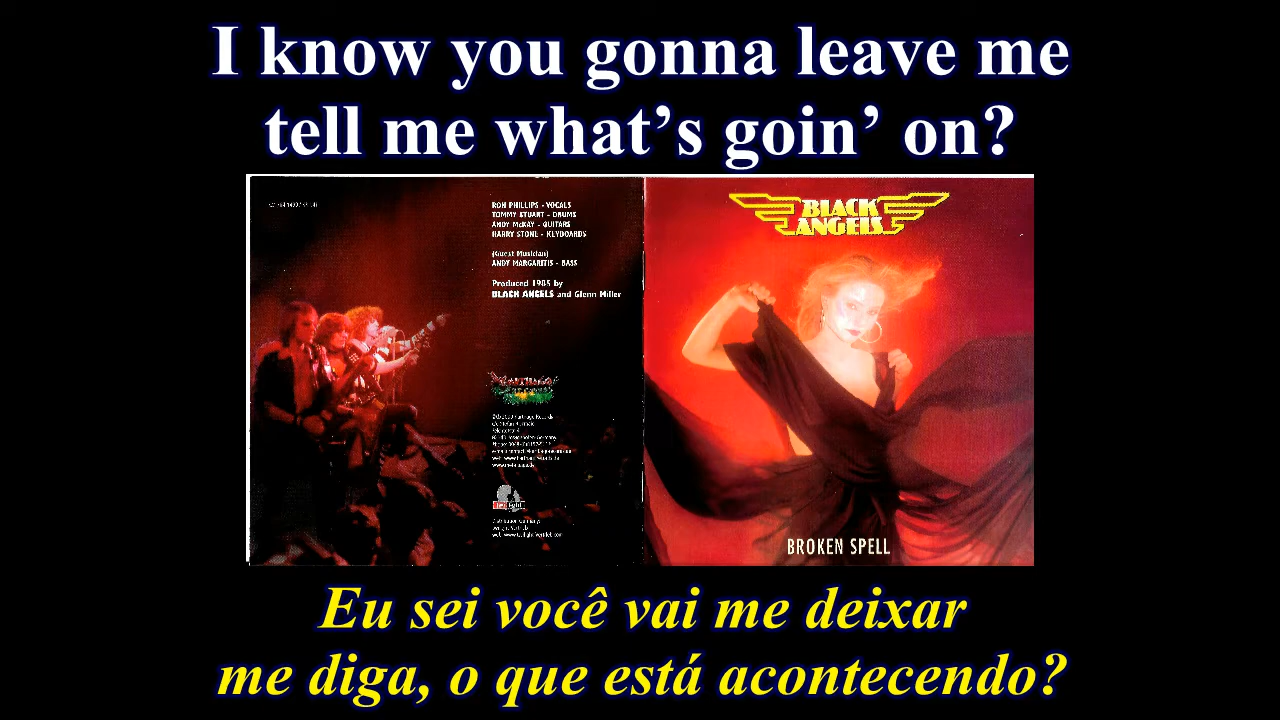 I know you gonna leave me
tell me what’s goin’ on?
RON PHILLIPS - VOCALS
TOMMY STUART - DRUMS
ANDY McKAY - GUITARS
HARRY STONE - KEYBOARDS
(Guest Musician)
ANDY MARGARITIS - BASS
Produced 1985 by
BLACK ANGELS and Glenn Miller
BLACK
ANGELS
BROKEN SPELL
Eu sei você vai me deixar
me diga, o que está acontecendo?